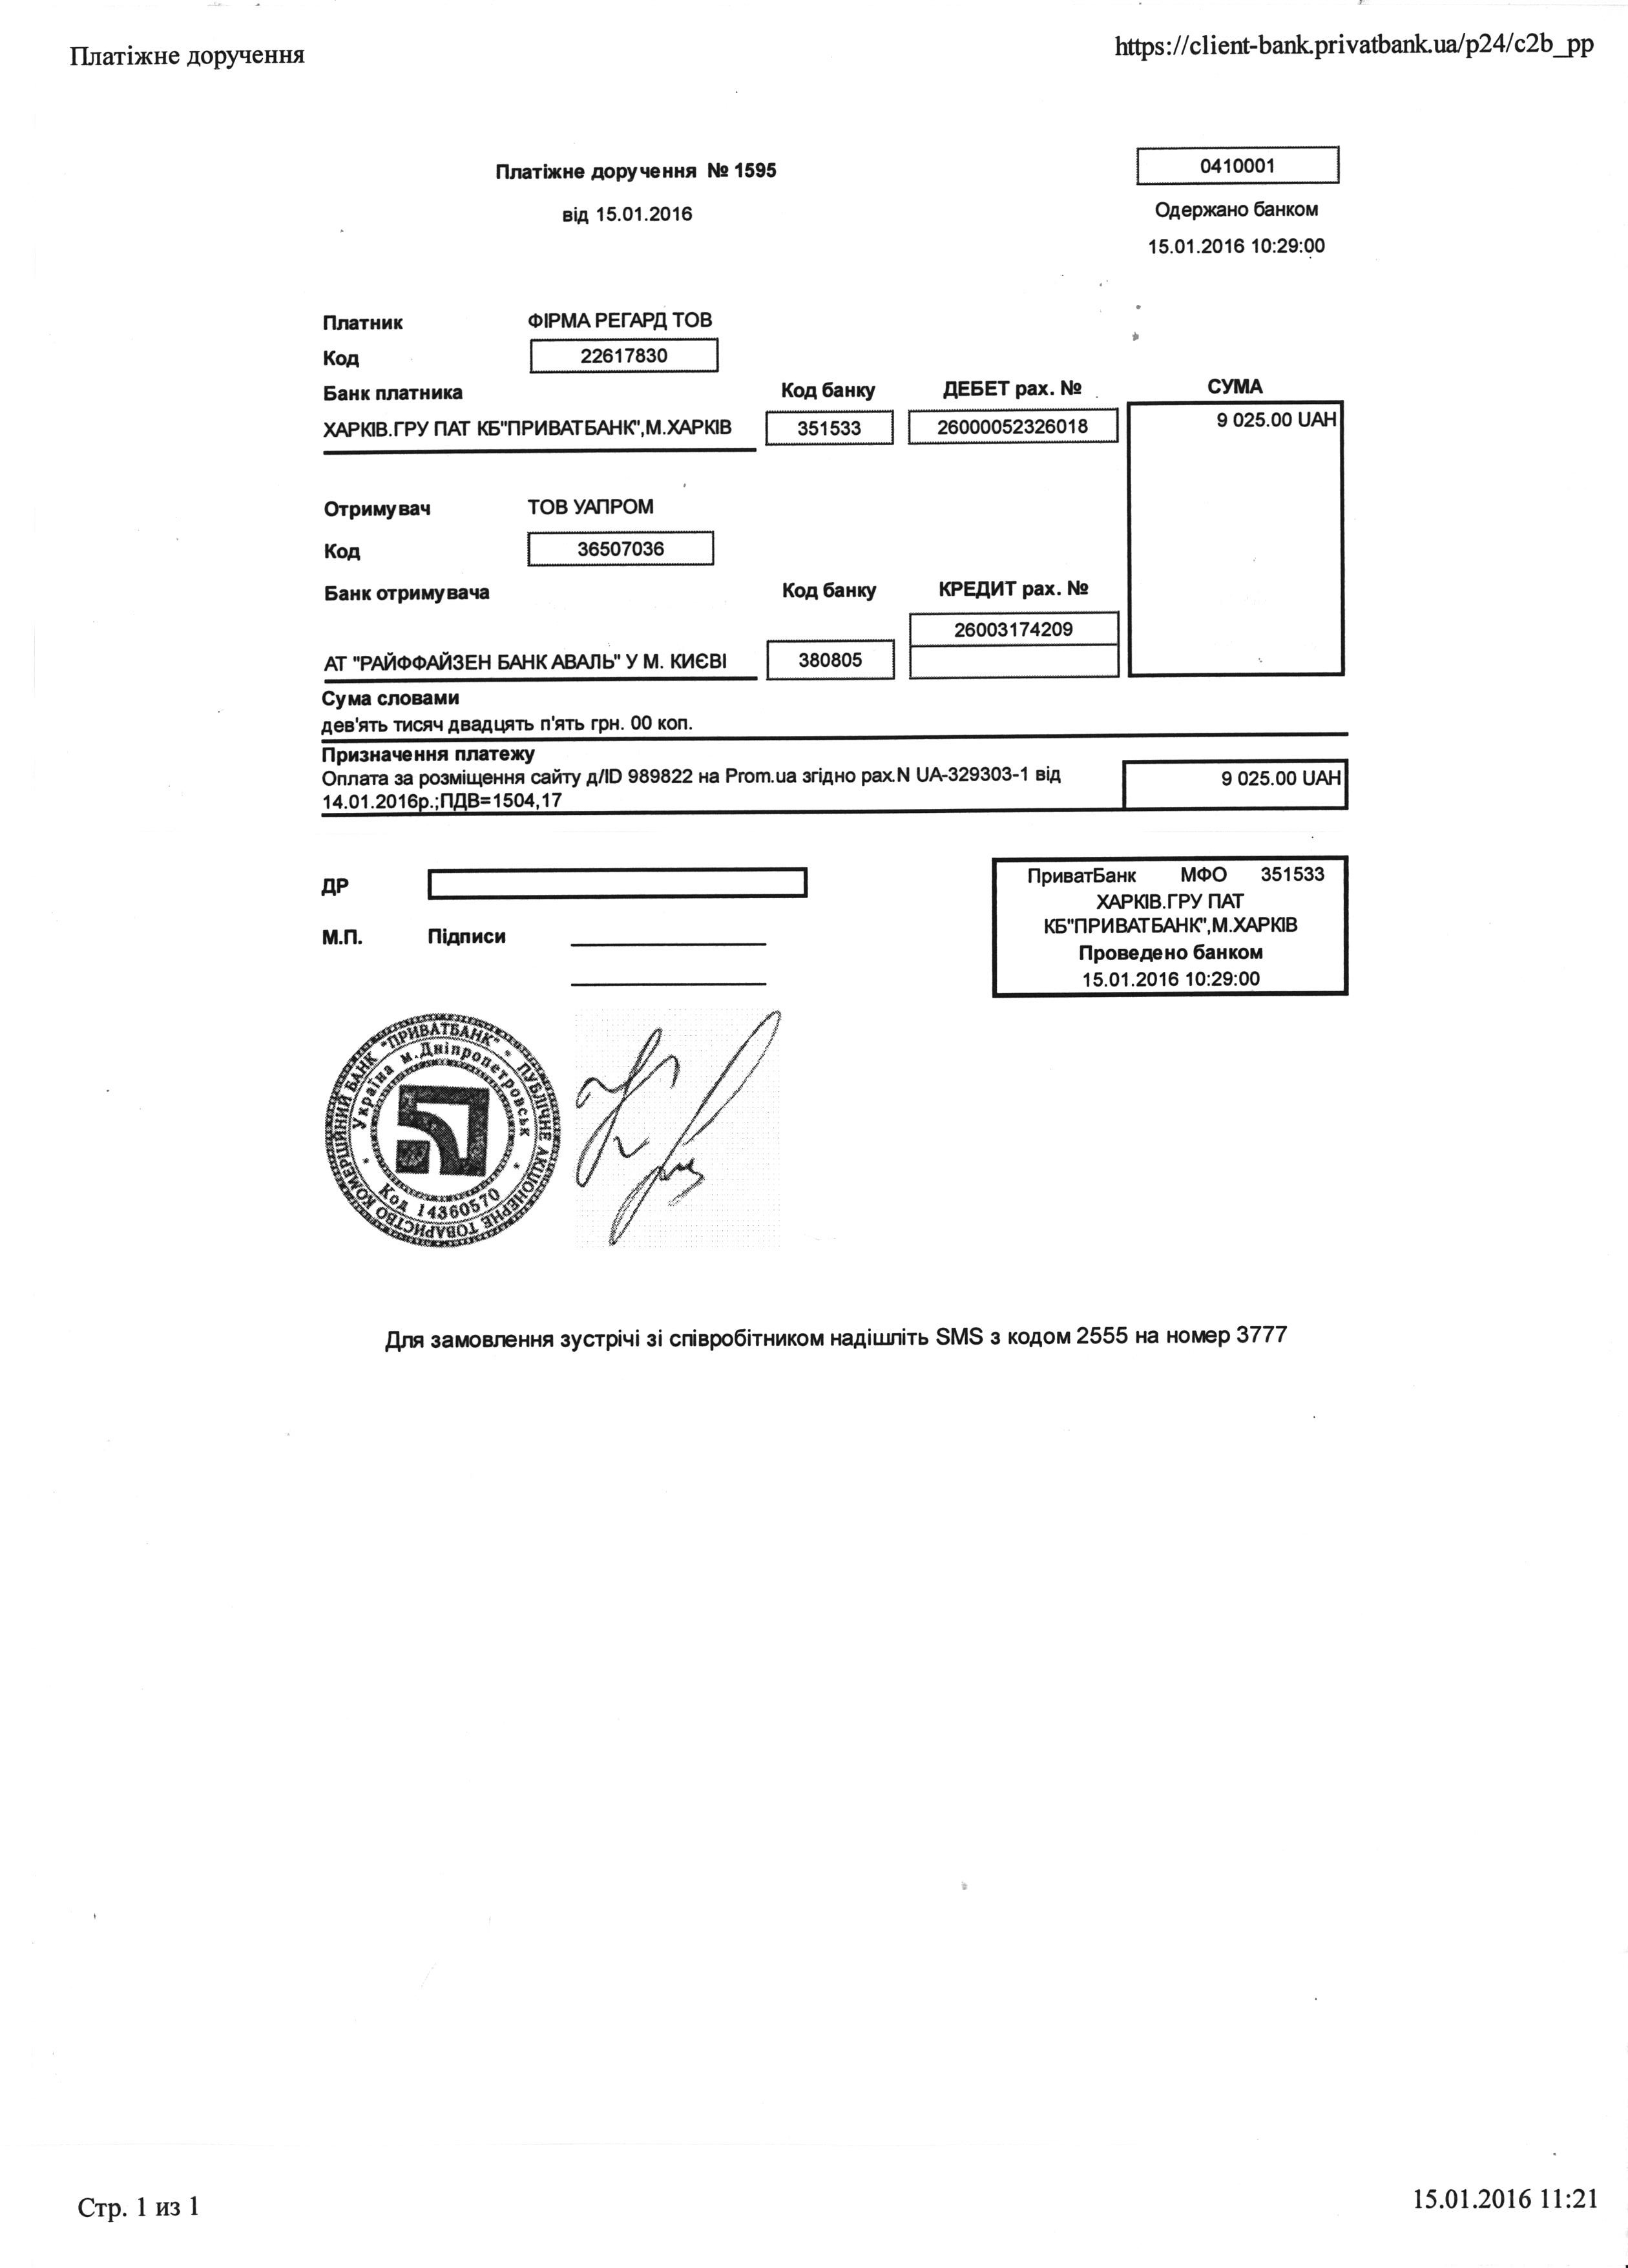 Платіжне доручення https://client-bank.privatbank.ua/p24/c2b_pp
Платіжне доручення № 1595
0410001
від 15.01.2016
Одержано банком
15.01.2016 10:29:00
Платник ФІРМА РЕГАРД ТОВ
Код 22617830
Банк платника Код банку ДЕБЕТ рах. № СУМА
ХАРКІВ.ГРУ ПАТ КБ"ПРИВАТБАНК",М.ХАРКІВ 351533 26000052326018 9 025.00 UAH
Отримувач ТОВ УАПРОМ
Код 36507036
Банк отримувача Код банку КРЕДИТ рах. №
26003174209
АТ "РАЙФФАЙЗЕН БАНК АВАЛЬ" У М. КИЄВІ 380805
Сума словами
дев'ять тисяч двадцять п'ять грн. 00 коп.
Призначення платежу
Оплата за розміщення сайту д/ID 989822 на Prom.ua згідно рах.N UA-329303-1 від 9 025.00 UAH
14.01.2016р.;ПДВ=1504,17
ДР
М.П. Підписи
ПриватБанк МФО 351533
ХАРКІВ.ГРУ ПАТ
КБ"ПРИВАТБАНК",М.ХАРКІВ
Проведено банком
15.01.2016 10:29:00
ПУБЛІЧНЕ АКЦІОНЕРНЕ ТОВАРИСТВО КОМЕРЦІЙНИЙ БАНК "ПРИВАТБАНК" *
Україна м.Дніпропетровськ
* Код 14360570 *
Для замовлення зустрічі зі співробітником надішліть SMS з кодом 2555 на номер 3777
Стр. 1 из 1 15.01.2016 11:21